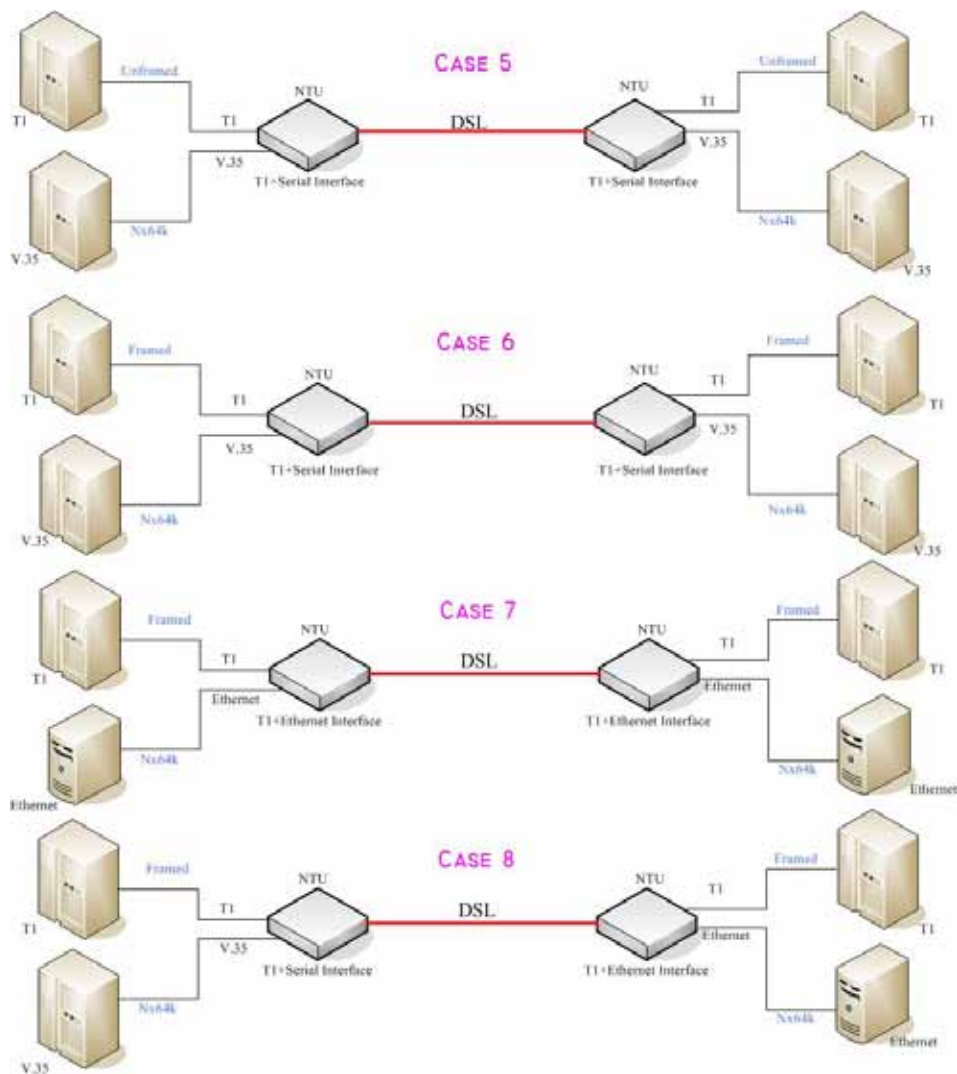 CASE 5
Unframed
Unframed
NTU
NTU
T1
T1
T1
T1
DSL
V.35
V.35
T1+Serial Interface
T1+Serial Interface
Nx64k
Nx64k
V.35
V.35
CASE 6
Framed
Framed
NTU
NTU
T1
T1
T1
T1
DSL
V.35
V.35
T1+Serial Interface
T1+Serial Interface
Nx64k
Nx64k
V.35
V.35
CASE 7
Framed
Framed
NTU
NTU
T1
T1
T1
T1
DSL
Ethernet
Ethernet
T1+Ethernet Interface
T1+Ethernet Interface
Nx64k
Nx64k
Ethernet
Ethernet
CASE 8
Framed
Framed
NTU
NTU
T1
T1
T1
T1
DSL
V.35
Ethernet
T1+Serial Interface
T1+Ethernet Interface
Nx64k
Nx64k
V.35
Ethernet